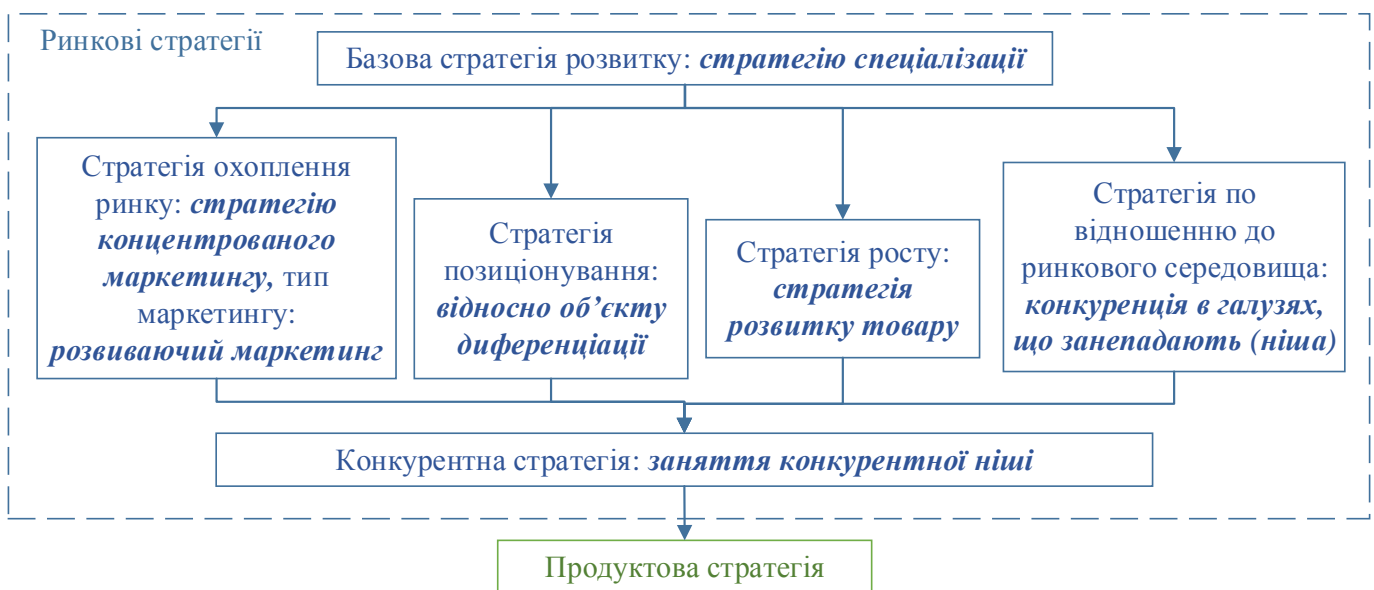 Ринкові стратегії
Базова стратегія розвитку: стратегію спеціалізації
Стратегія охоплення
ринку: стратегію
концентрованого
маркетингу, тип
маркетингу:
розвиваючий маркетинг
Стратегія
позиціонування:
відносно об’єкту
диференціації
Стратегія росту:
стратегія
розвитку товару
Стратегія по
відношенню до
ринкового середовища:
конкуренція в галузях,
що занепадають (ніша)
Конкурентна стратегія: заняття конкурентної ніші
Продуктова стратегія